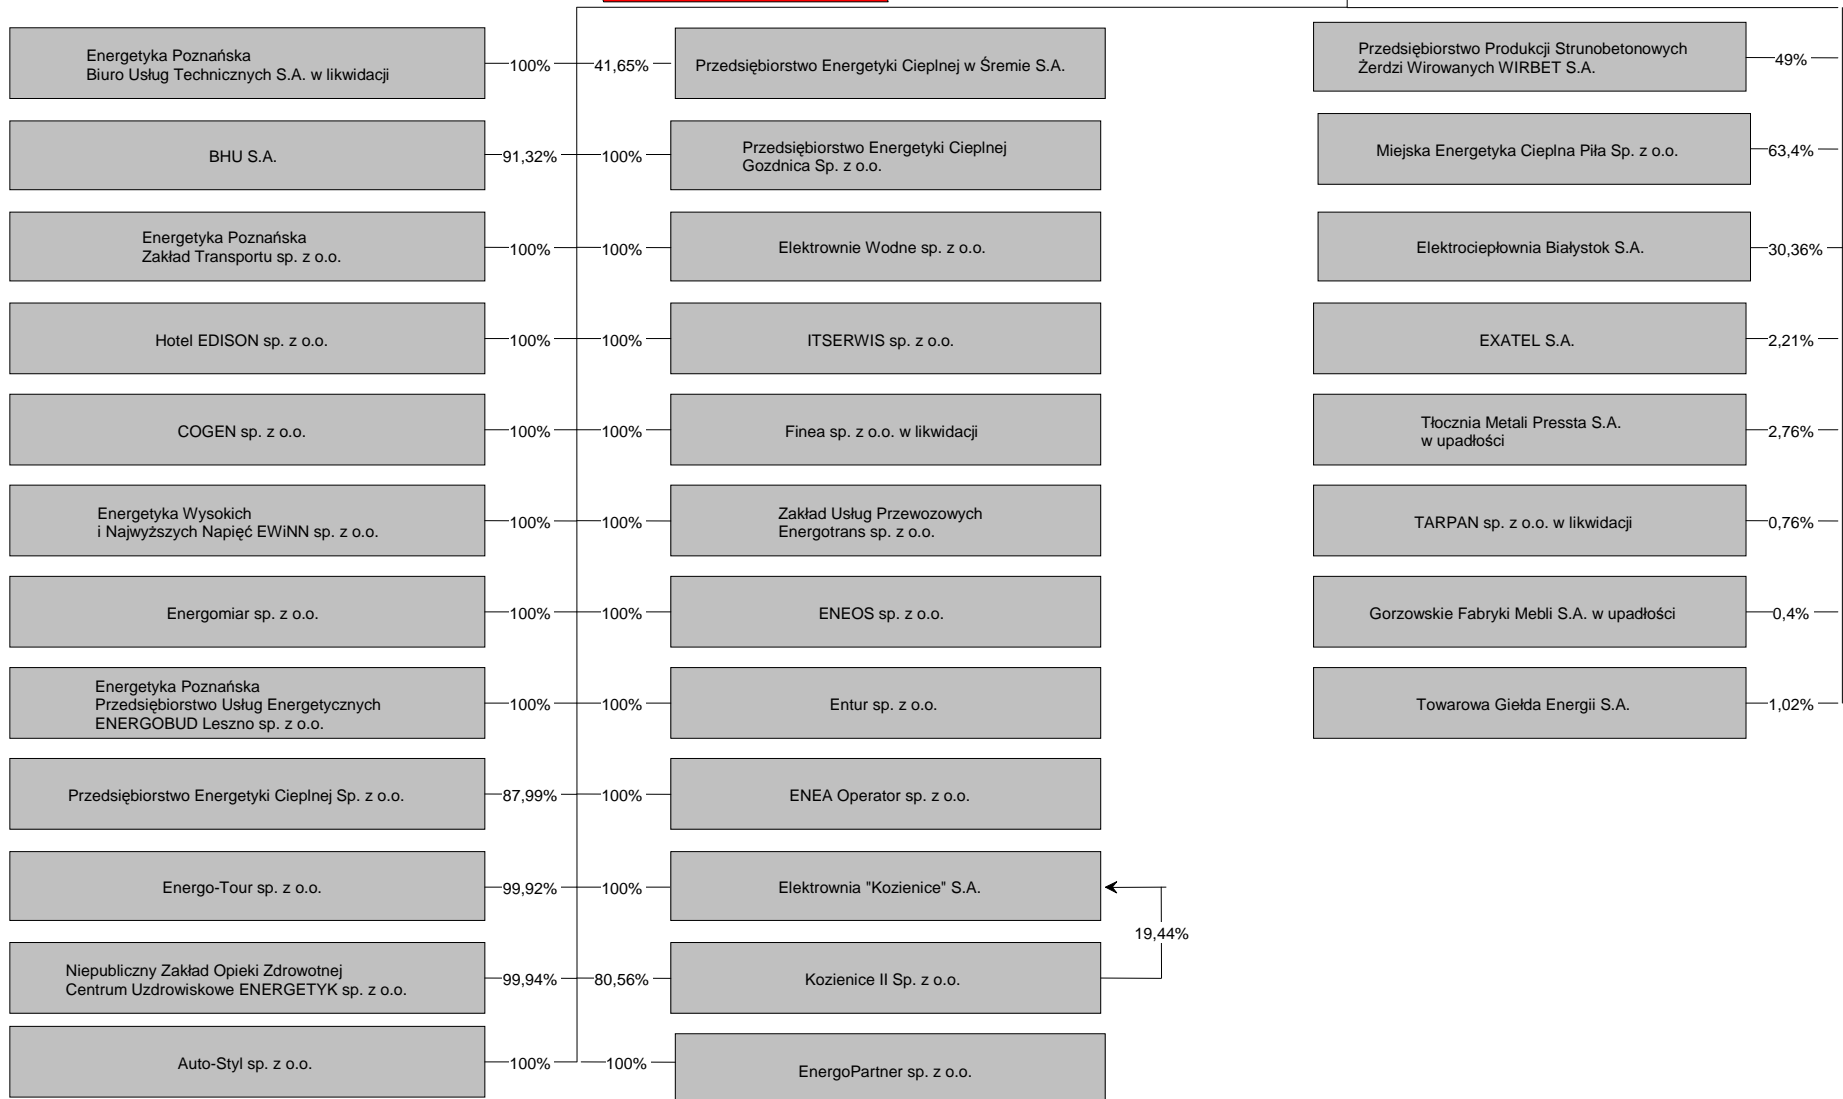 Energetyka Poznańska
Biuro Usług Technicznych S.A. w likwidacji
100%
41,65%
Przedsiębiorstwo Energetyki Cieplnej w Śremie S.A.
Przedsiębiorstwo Produkcji Strunobetonowych
Żerdzi Wirowanych WIRBET S.A.
49%
BHU S.A.
91,32%
100%
Przedsiębiorstwo Energetyki Cieplnej
Gozdnica Sp. z o.o.
Miejska Energetyka Cieplna Piła Sp. z o.o.
63,4%
Energetyka Poznańska
Zakład Transportu sp. z o.o.
100%
100%
Elektrownie Wodne sp. z o.o.
Elektrociepłownia Białystok S.A.
30,36%
Hotel EDISON sp. z o.o.
100%
100%
ITSERWIS sp. z o.o.
EXATEL S.A.
2,21%
COGEN sp. z o.o.
100%
100%
Finea sp. z o.o. w likwidacji
Tłocznia Metali Pressta S.A.
w upadłości
2,76%
Energetyka Wysokich
i Najwyższych Napięć EWiNN sp. z o.o.
100%
100%
Zakład Usług Przewozowych
Energotrans sp. z o.o.
TARPAN sp. z o.o. w likwidacji
0,76%
Energomiar sp. z o.o.
100%
100%
ENEOS sp. z o.o.
Gorzowskie Fabryki Mebli S.A. w upadłości
0,4%
Energetyka Poznańska
Przedsiębiorstwo Usług Energetycznych
ENERGOBUD Leszno sp. z o.o.
100%
100%
Entur sp. z o.o.
Towarowa Giełda Energii S.A.
1,02%
Przedsiębiorstwo Energetyki Cieplnej Sp. z o.o.
87,99%
100%
ENEA Operator sp. z o.o.
Energo-Tour sp. z o.o.
99,92%
100%
Elektrownia "Kozienice" S.A.
19,44%
Niepubliczny Zakład Opieki Zdrowotnej
Centrum Uzdrowiskowe ENERGETYK sp. z o.o.
99,94%
80,56%
Kozienice II Sp. z o.o.
Auto-Styl sp. z o.o.
100%
100%
EnergoPartner sp. z o.o.